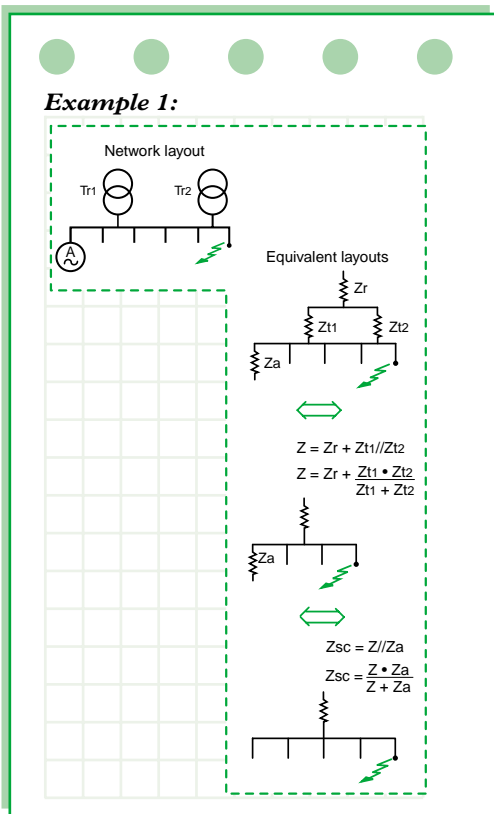 Example 1:
Network layout
Tr1
Tr2
A
~
Equivalent layouts
Zr
Zt1
Zt2
Za
Z = Zr + Zt1//Zt2
Z = Zr + Zt1 • Zt2
Zt1 + Zt2
Za
Zsc = Z//Za
Zsc = Z • Za
Z + Za